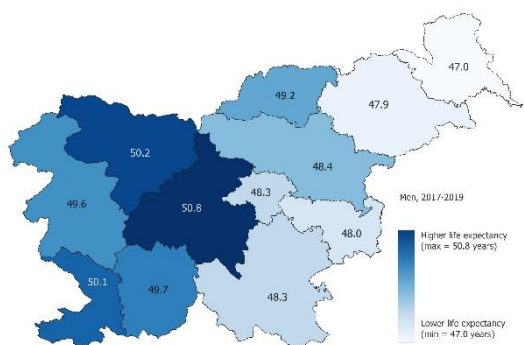 47.0
49.2
47.9
50.2
48.4
48.3
49.6
50.8
Men, 2017-2019
48.0
Higher life expectancy
(max = 50.8 years)
50.1
49.7
48.3
Lower life expectancy
(min = 47.0 years)